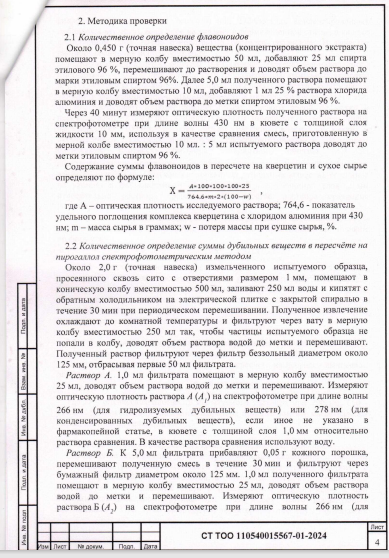 2. Методика проверки
2.1 Количественное определение флавоноидов
Около 0,450 г (точная навеска) вещества (концентрированного экстракта)
помещают в мерную колбу вместимостью 50 мл, добавляют 25 мл спирта
этилового 96 %, перемешивают до растворения и доводят объем раствора до
марки этиловым спиртом 96%. Далее 5,0 мл полученного раствора помещают
в мерную колбу вместимостью 10 мл, добавляют 1 мл 25 % раствора хлорида
алюминия и доводят объем раствора до метки спиртом этиловым 96 %.
Через 40 минут измеряют оптическую плотность полученного раствора на
спектрофотометре при длине волны 430 нм в кювете с толщиной слоя
жидкости 10 мм, используя в качестве сравнения смесь, приготовленную в
мерной колбе вместимостью 10 мл. : 5 мл испытуемого раствора доводят до
метки этиловым спиртом 96 %.
Содержание суммы флавоноидов в пересчете на кверцетин и сухое сырье
определяют по формуле:
X = A*100*100*100*25 / 764.6*m*2*(100−w) ,
где А – оптическая плотность исследуемого раствора; 764,6 - показатель
удельного поглощения комплекса кверцетина с хлоридом алюминия при 430
нм; m – масса сырья в граммах; w - потеря массы при сушке сырья, %.
2.2 Количественное определение суммы дубильных веществ в пересчёте на
пирогаллол спектрофотометрическим методом
Около 2,0 г (точная навеска) измельченного испытуемого образца,
просеянного сквозь сито с отверстиями размером 1 мм, помещают в
коническую колбу вместимостью 500 мл, заливают 250 мл воды и кипятят с
обратным холодильником на электрической плитке с закрытой спиралью в
течение 30 мин при периодическом перемешивании. Полученное извлечение
охлаждают до комнатной температуры и фильтруют через вату в мерную
колбу вместимостью 250 мл так, чтобы частицы испытуемого образца не
попали в колбу, доводят объем раствора водой до метки и перемешивают.
Полученный раствор фильтруют через фильтр беззольный диаметром около
125 мм, отбрасывая первые 50 мл фильтрата.
Раствор А. 1,0 мл фильтрата помещают в мерную колбу вместимостью
25 мл, доводят объем раствора водой до метки и перемешивают. Измеряют
оптическую плотность раствора А (A₁) на спектрофотометре при длине волны
266 нм (для гидролизуемых дубильных веществ) или 278 нм (для
конденсированных дубильных веществ), если иное не указано в
фармакопейной статье, в кювете с толщиной слоя 1,0 мм относительно
раствора сравнения. В качестве раствора сравнения используют воду.
Раствор Б. К 5,0 мл фильтрата прибавляют 0,05 г кожного порошка,
перемешивают полученную смесь в течение 30 мин и фильтруют через
бумажный фильтр диаметром около 125 мм. 1,0 мл полученного фильтрата
помещают в мерную колбу вместимостью 25 мл, доводят объем раствора
водой до метки и перемешивают. Измеряют оптическую плотность
раствора Б (A₂) на спектрофотометре при длине волны 266 нм (для
Подп. и дата
Взам. инв. №
Инв. № дубл.
Подп. и дата
Инв. № подл
Изм Лист № докум. Подп. Дата
СТ ТОО 110540015567-01-2024
Лист
4